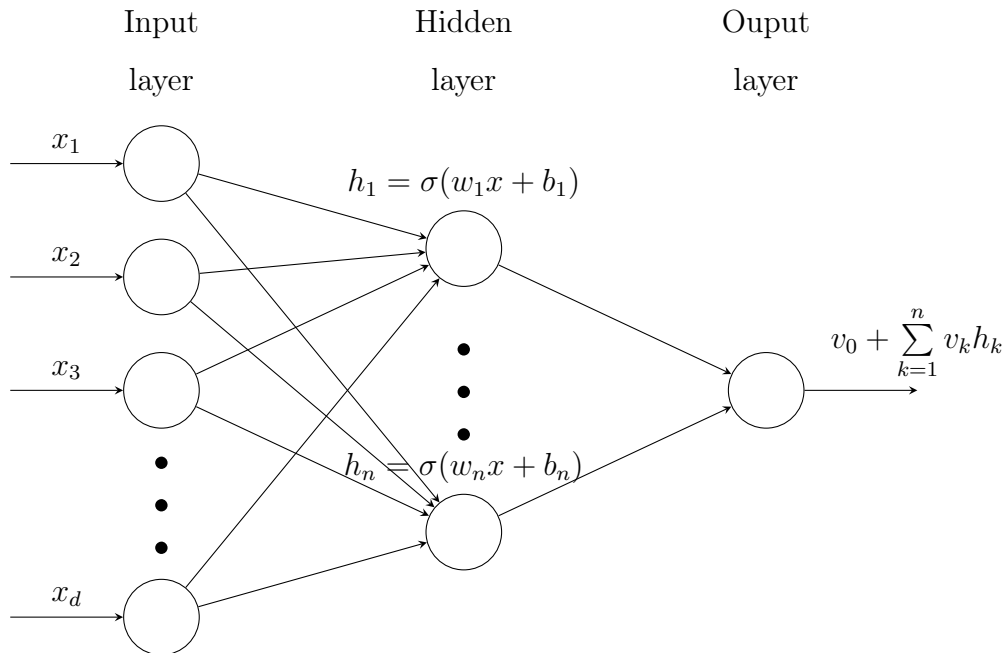 Input layer
Hidden layer
Ouput layer
x_1
h_1 = σ(w_1x + b_1)
x_2
x_3
v_0 + \sum_{k=1}^{n} v_k h_k
h_n = σ(w_nx + b_n)
x_d